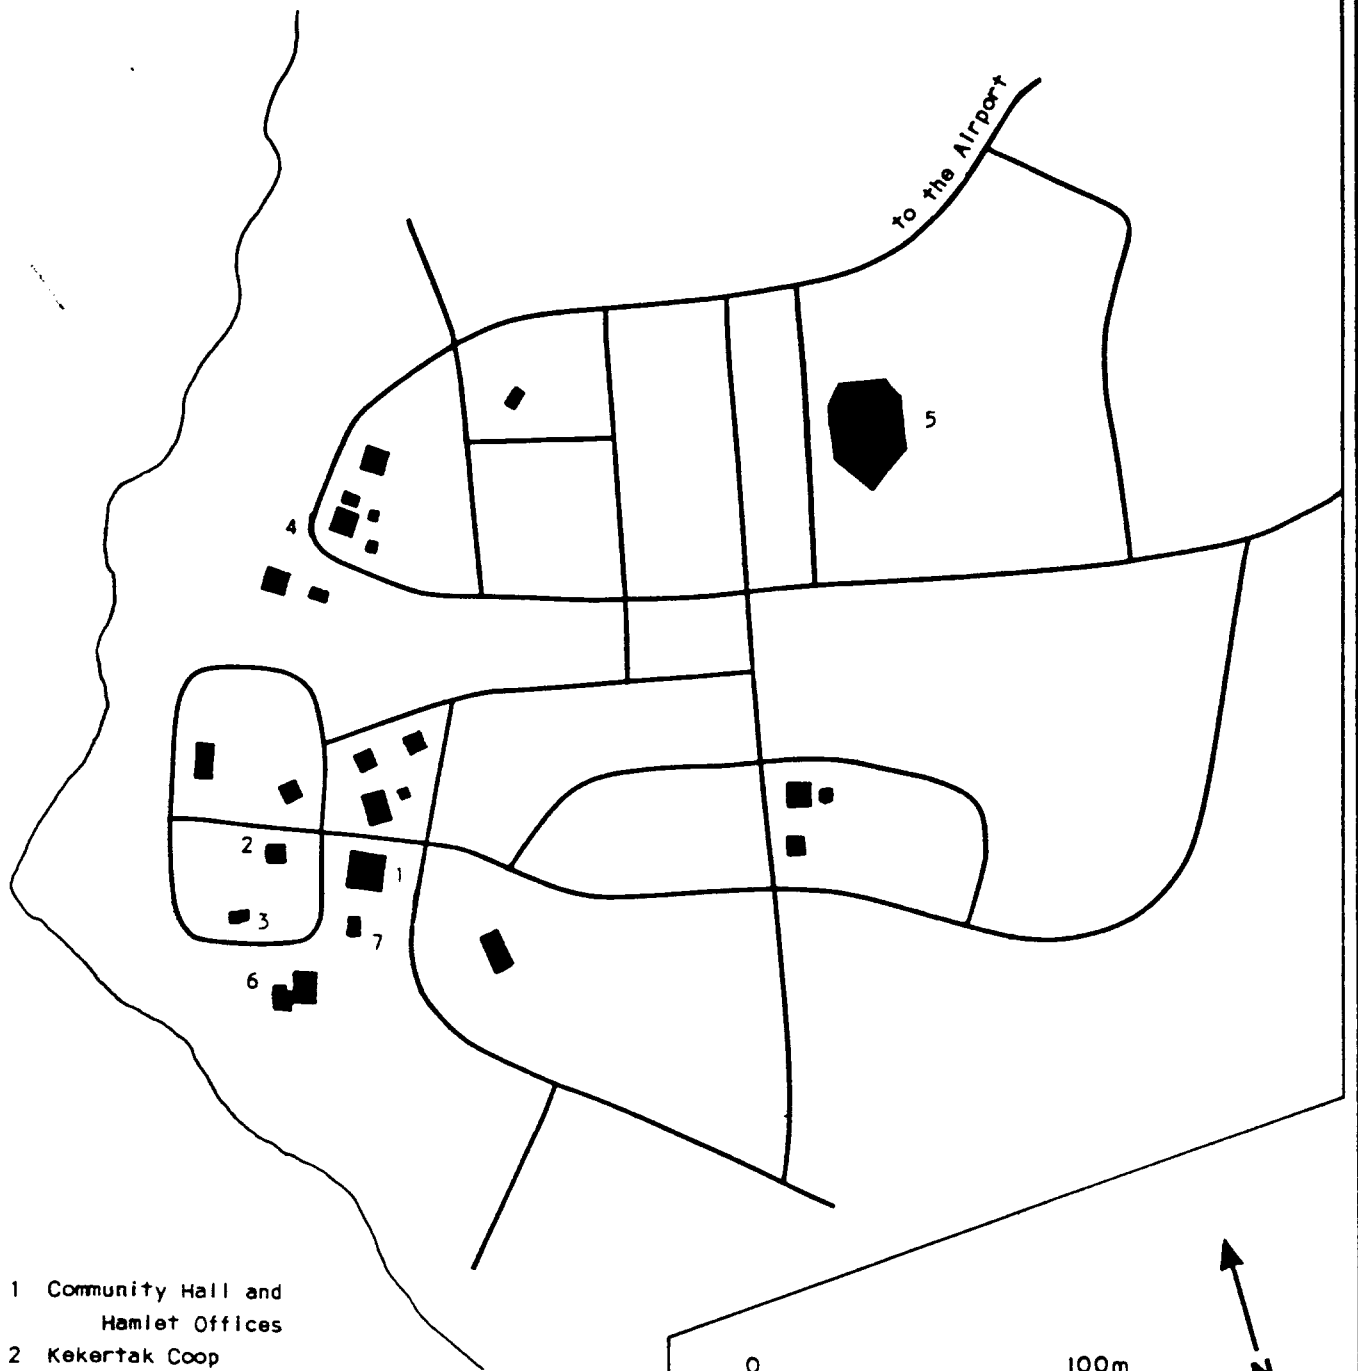 to the Airport
5
4
2
1
3
7
6
1 Community Hall and
Hamlet Offices
2 Kekertak Coop
0 100m
N